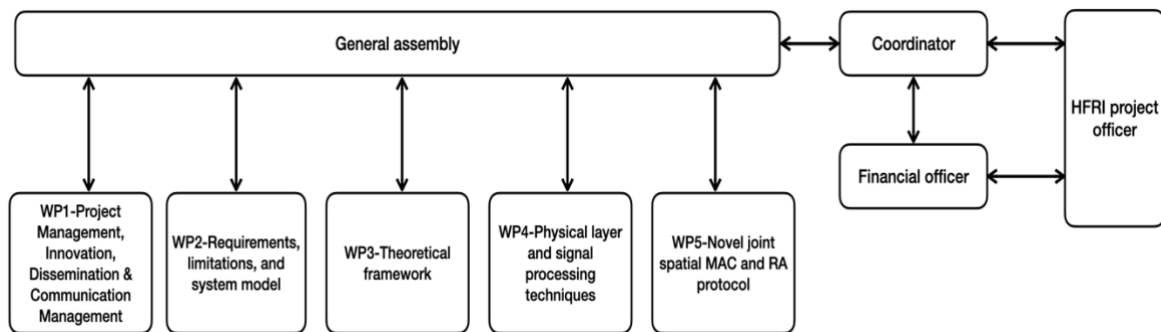 General assembly
Coordinator
HFRI project
officer
Financial officer
WP1-Project
Management,
Innovation,
Dissemination &
Communication
Management
WP2-Requirements,
limitations, and
system model
WP3-Theoretical
framework
WP4-Physical layer
and signal
processing
techniques
WP5-Novel joint
spatial MAC and RA
protocol